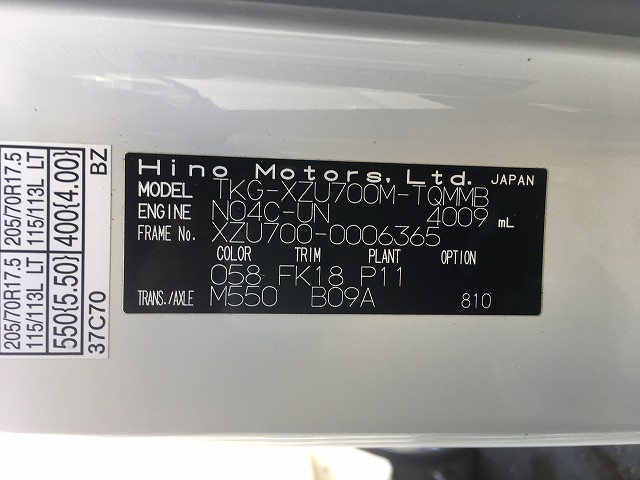 Hino Motors, Ltd. JAPAN
MODEL TKG-XZU700M-TQMMB
ENGINE N04C-UN 4009 mL
FRAME No. XZU700-0006365
COLOR TRIM PLANT OPTION
058 FK18 P11
TRANS./AXLE M550 B09A 810
205/70R17.5 205/70R17.5
115/113L LT 115/113L LT
550{5.50} 400{4.00}
37C70 BZ